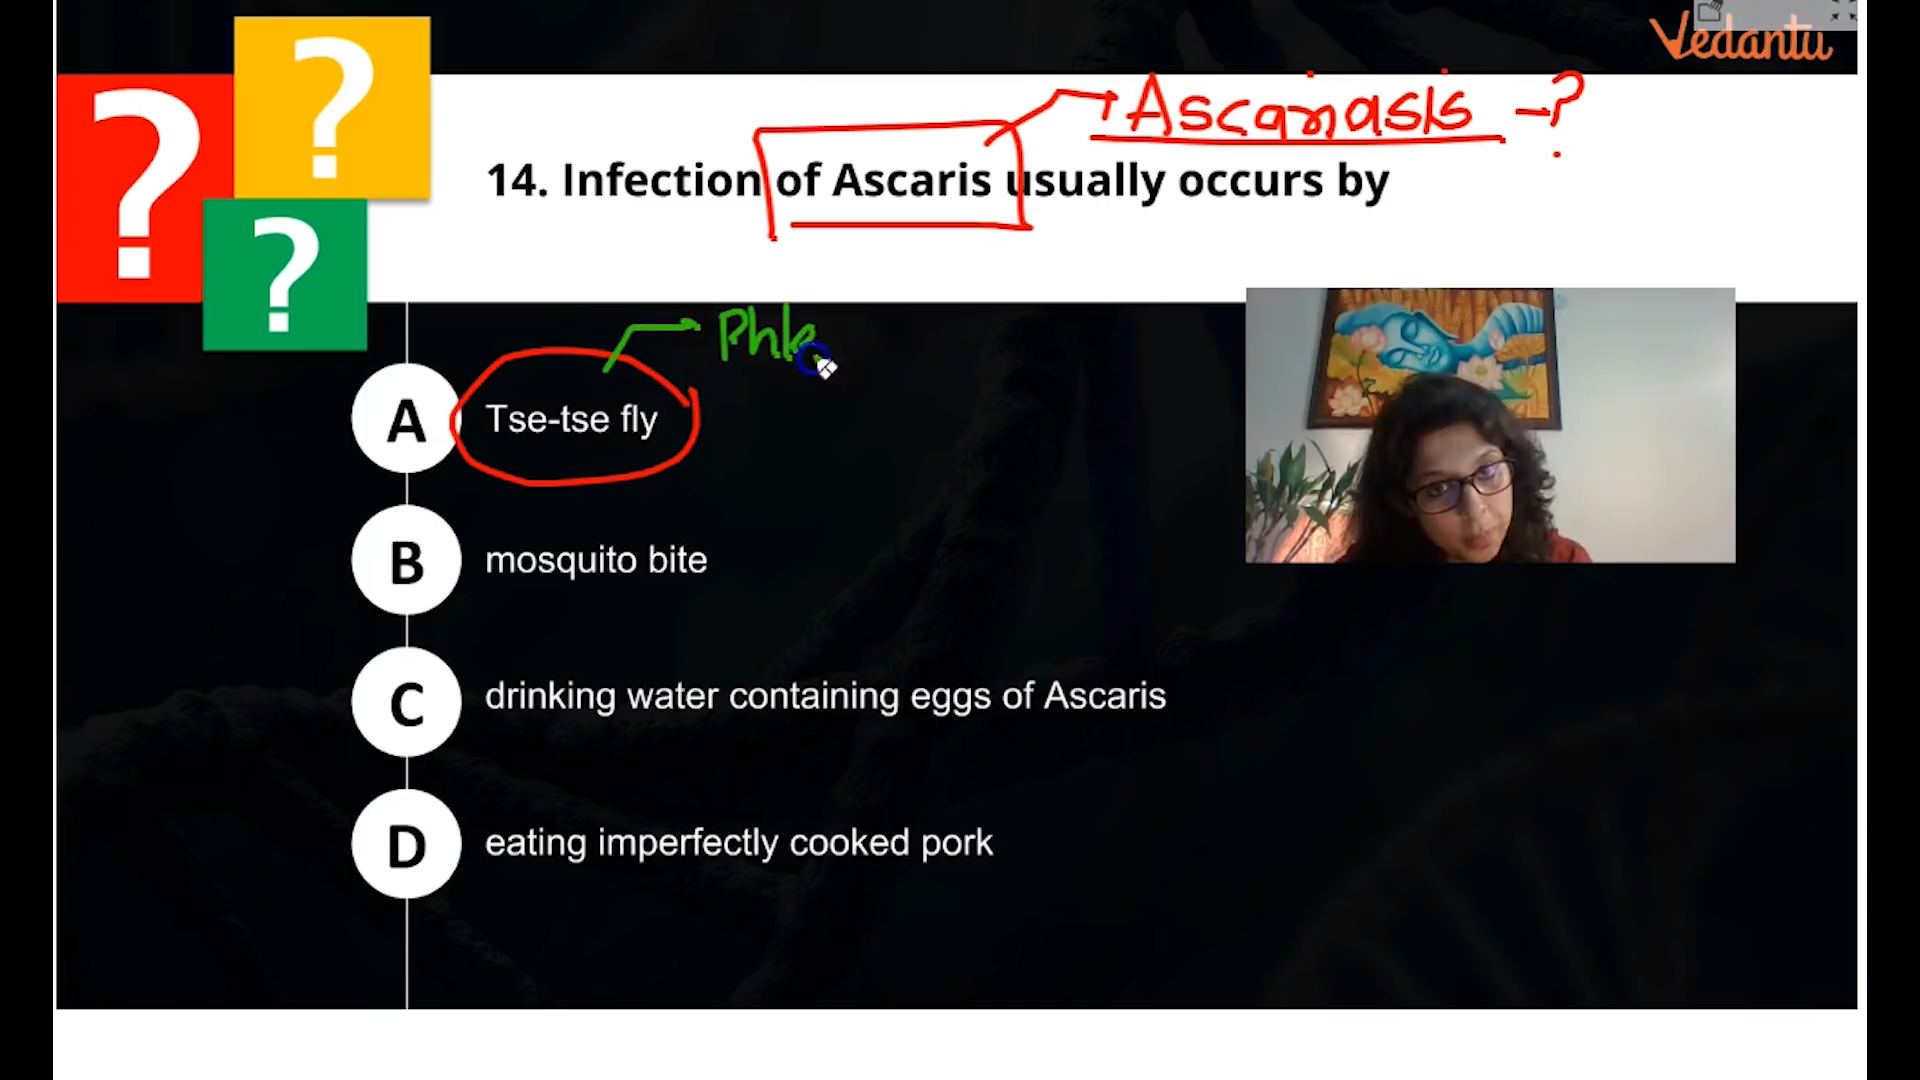 Vedantu
? ? ?
Ascariasis - ?
14. Infection of Ascaris usually occurs by
Phle
A Tse-tse fly
B mosquito bite
C drinking water containing eggs of Ascaris
D eating imperfectly cooked pork